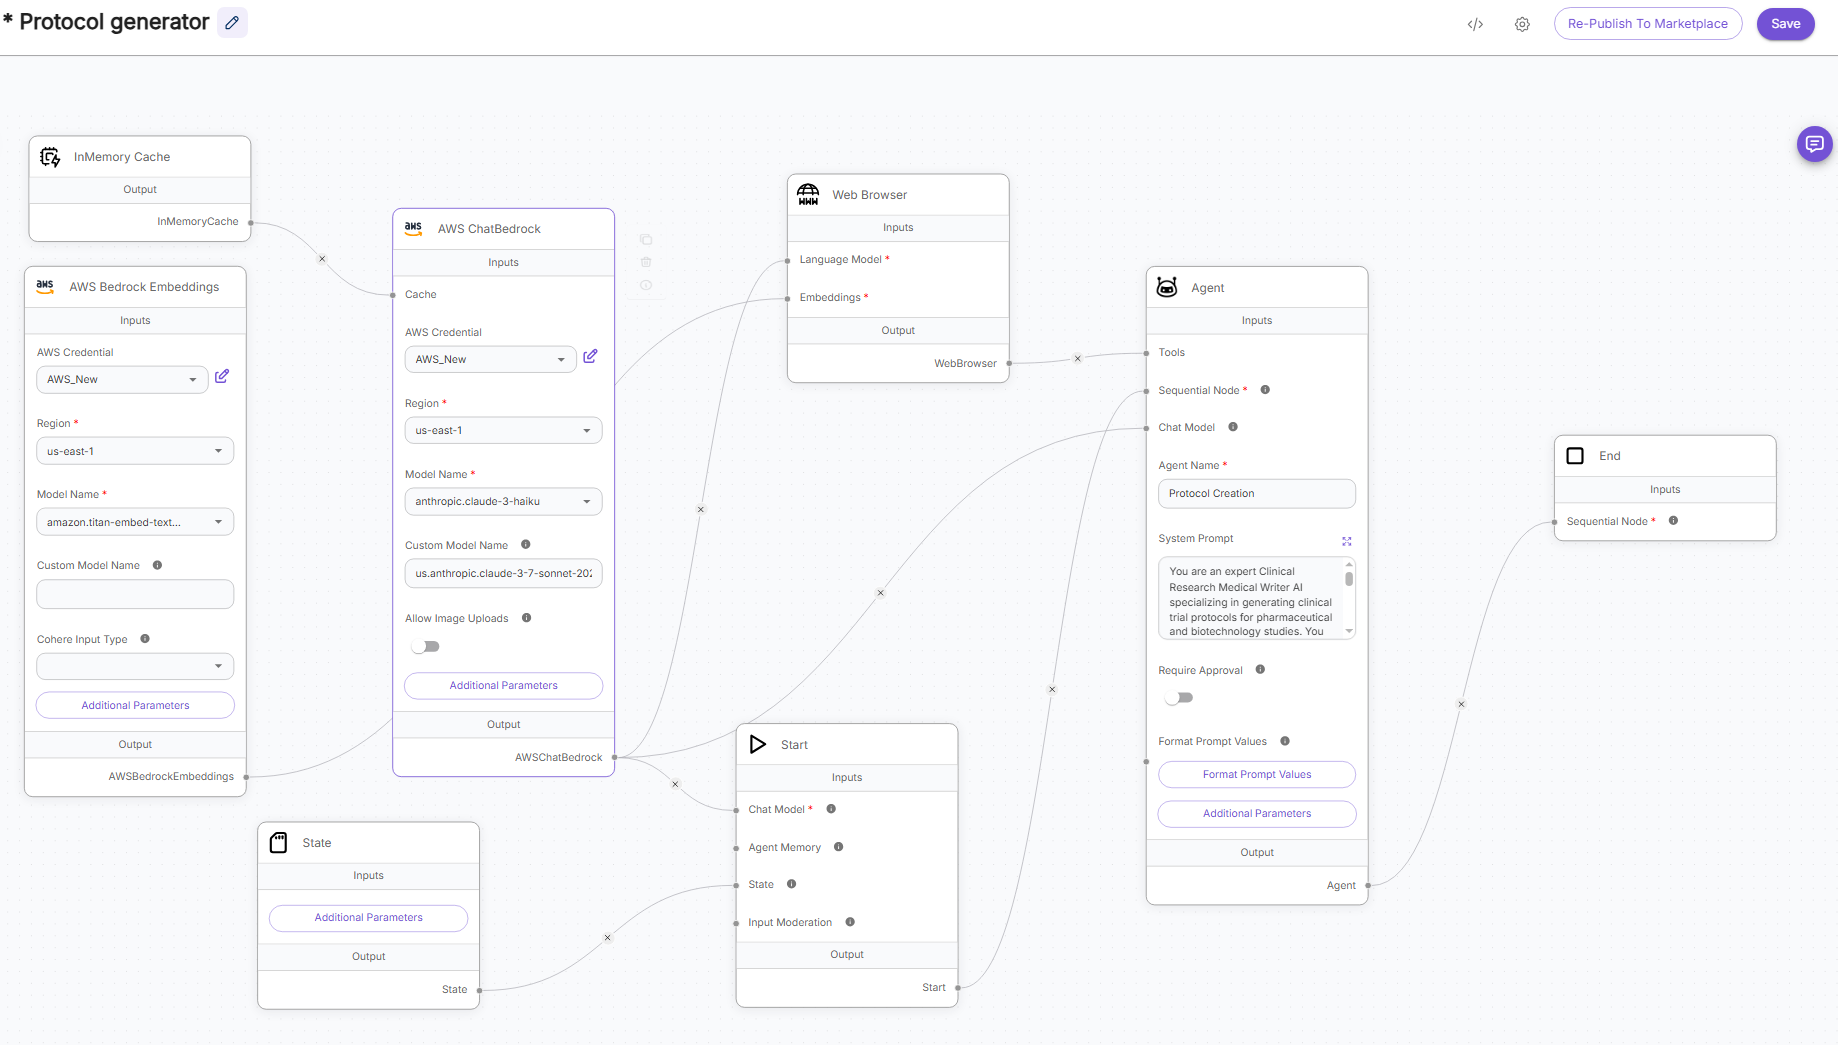 * Protocol generator
</>
Re-Publish To Marketplace
Save
InMemory Cache
Output
InMemoryCache
aws
AWS Bedrock Embeddings
Inputs
AWS Credential
AWS_New
Region *
us-east-1
Model Name *
amazon.titan-embed-text...
Custom Model Name
Cohere Input Type
Additional Parameters
Output
AWSBedrockEmbeddings
aws
AWS ChatBedrock
Inputs
Cache
AWS Credential
AWS_New
Region *
us-east-1
Model Name *
anthropic.claude-3-haiku
Custom Model Name
us.anthropic.claude-3-7-sonnet-202
Allow Image Uploads
Additional Parameters
Output
AWSChatBedrock
State
Inputs
Additional Parameters
Output
State
WWW
Web Browser
Inputs
Language Model *
Embeddings *
Output
WebBrowser
Start
Inputs
Chat Model *
Agent Memory
State
Input Moderation
Output
Start
Agent
Inputs
Tools
Sequential Node *
Chat Model
Agent Name *
Protocol Creation
System Prompt
You are an expert Clinical
Research Medical Writer AI
specializing in generating clinical
trial protocols for pharmaceutical
and biotechnology studies. You
Require Approval
Format Prompt Values
Format Prompt Values
Additional Parameters
Output
Agent
End
Inputs
Sequential Node *